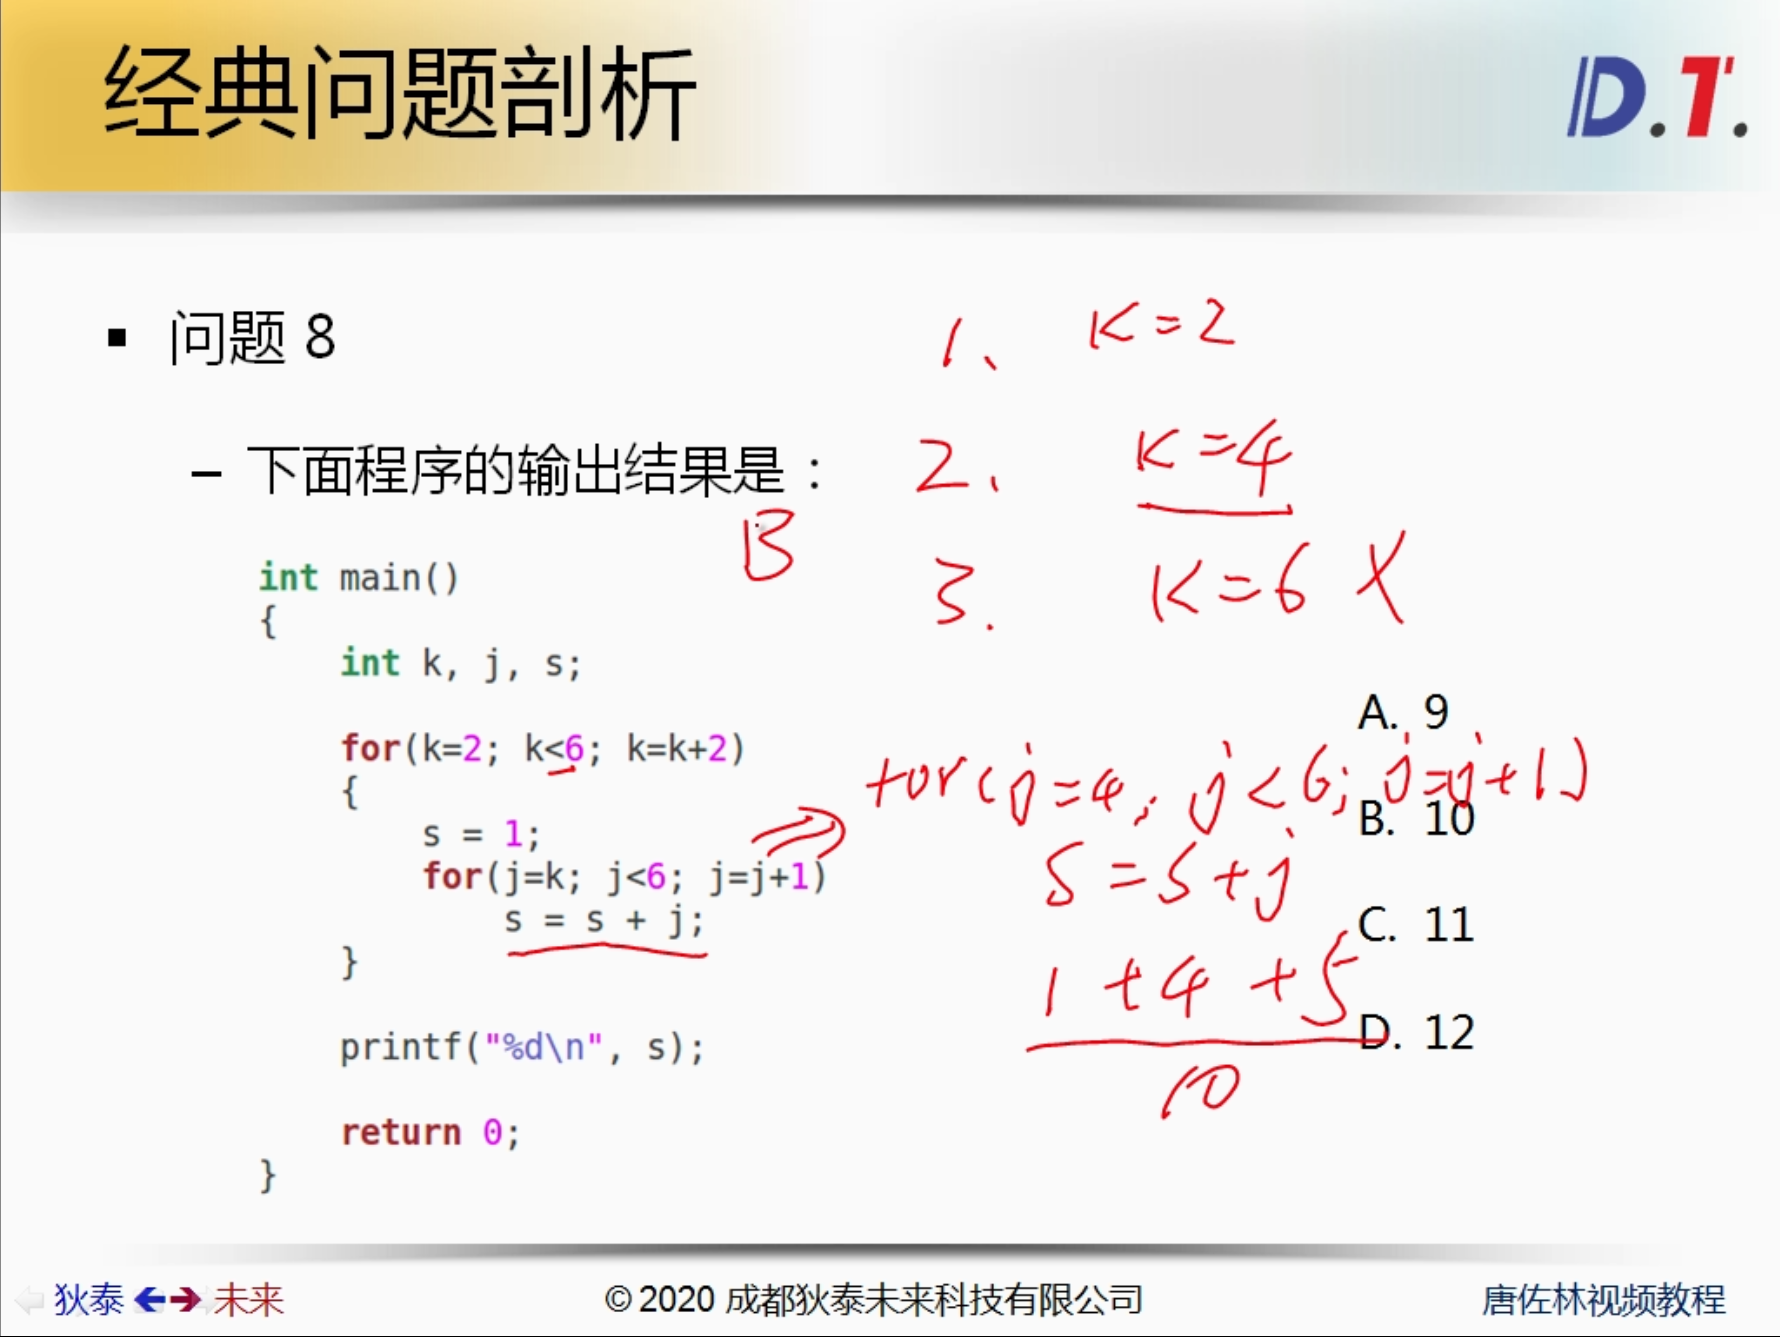 经典问题剖析
D.T.
▪ 问题 8
1、 K=2
– 下面程序的输出结果是：
2、 K=4
B
3. K=6 X
int main()
{
int k, j, s;
for(k=2; k<6; k=k+2)
{
s = 1;
for(j=k; j<6; j=j+1)
s = s + j;
}
printf("%d\n", s);
return 0;
}
for(j=4; j<6; j=j+1)
S=S+j
1+4+5
10
A. 9
B. 10
C. 11
D. 12
狄泰 未来
© 2020 成都狄泰未来科技有限公司
唐佐林视频教程